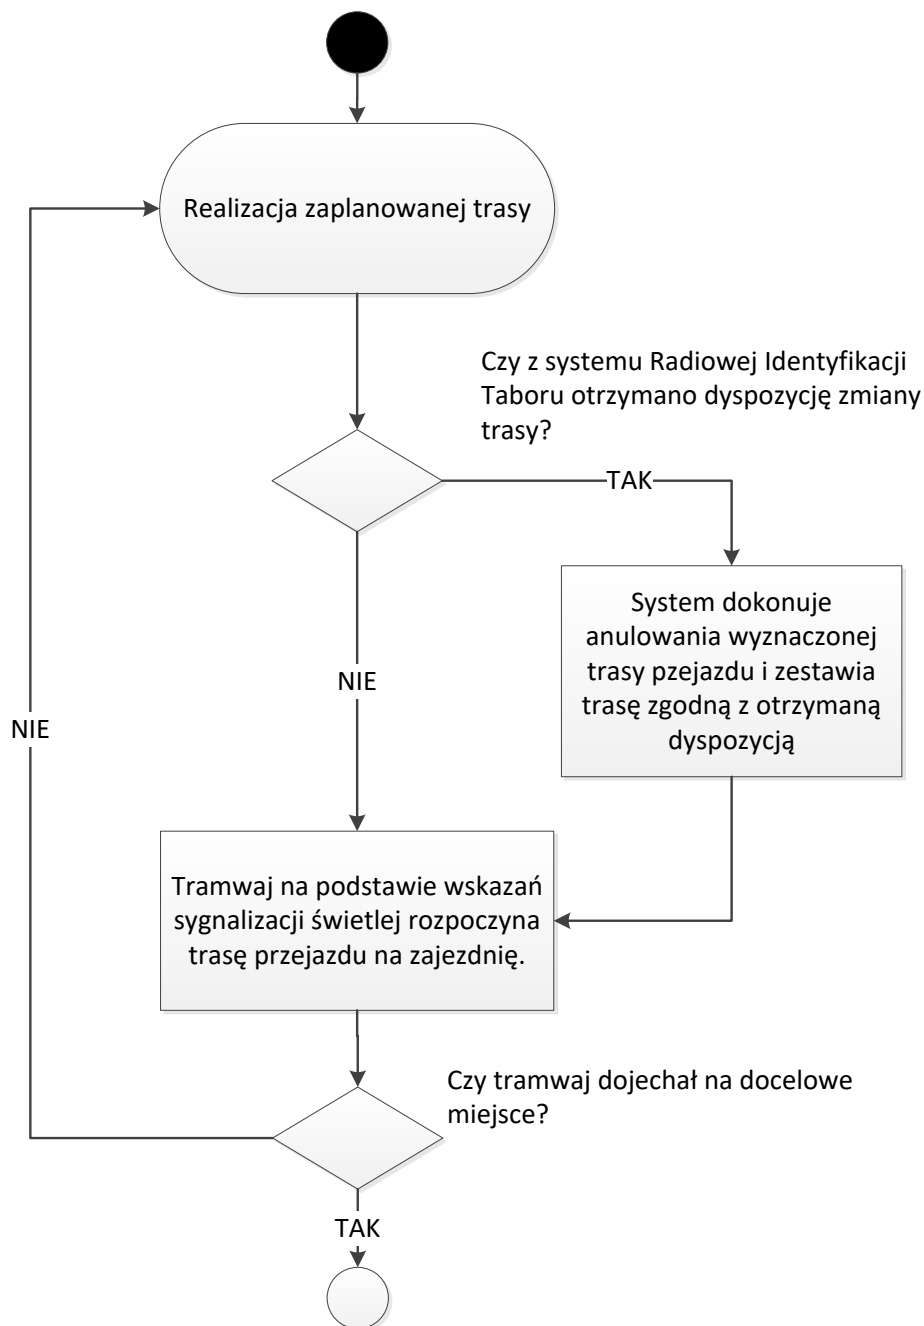 Realizacja zaplanowanej trasy
Czy z systemu Radiowej Identyfikacji
Taboru otrzymano dyspozycję zmiany
trasy?
TAK
System dokonuje
anulowania wyznaczonej
trasy pzejazdu i zestawia
trasę zgodną z otrzymaną
dyspozycją
NIE
NIE
Tramwaj na podstawie wskazań
sygnalizacji świetlej rozpoczyna
trasę przejazdu na zajezdnię.
Czy tramwaj dojechał na docelowe
miejsce?
TAK